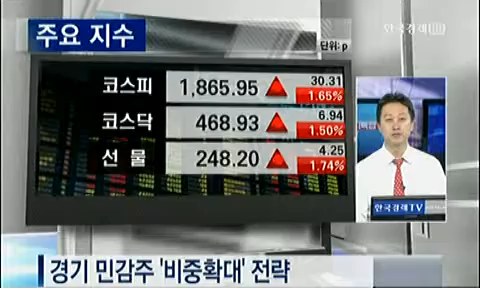 주요 지수
한국경제TV
단위: p
코스피 1,865.95 ▲ 30.31
1.65%
코스닥 468.93 ▲ 6.94
1.50%
선물 248.20 ▲ 4.25
1.74%
한국경제TV
경기 민감주 '비중확대' 전략